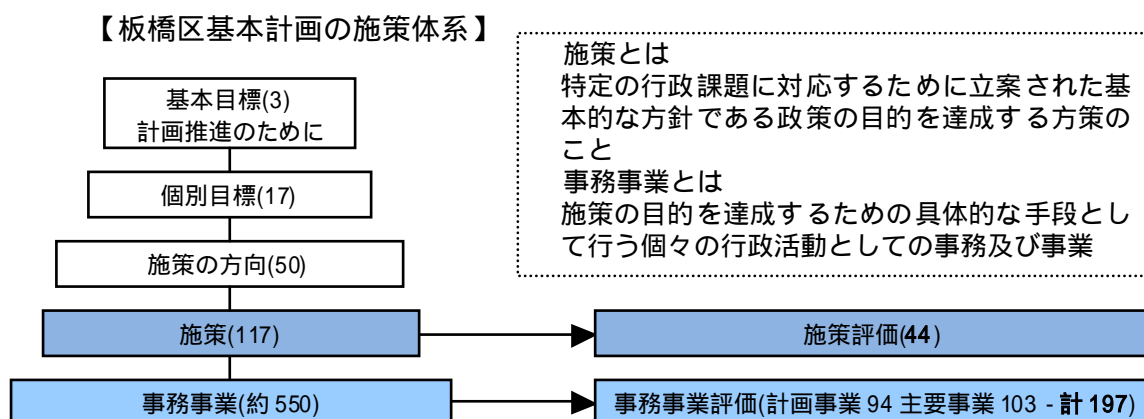 【板橋区基本計画の施策体系】
基本目標(3)
計画推進のために
個別目標(17)
施策の方向(50)
施策(117)
事務事業(約 550)
施策とは
特定の行政課題に対応するために立案された基
本的な方針である政策の目的を達成する方策の
こと
事務事業とは
施策の目的を達成するための具体的な手段とし
て行う個々の行政活動としての事務及び事業
施策評価(44)
事務事業評価(計画事業 94 主要事業 103 - 計 197)